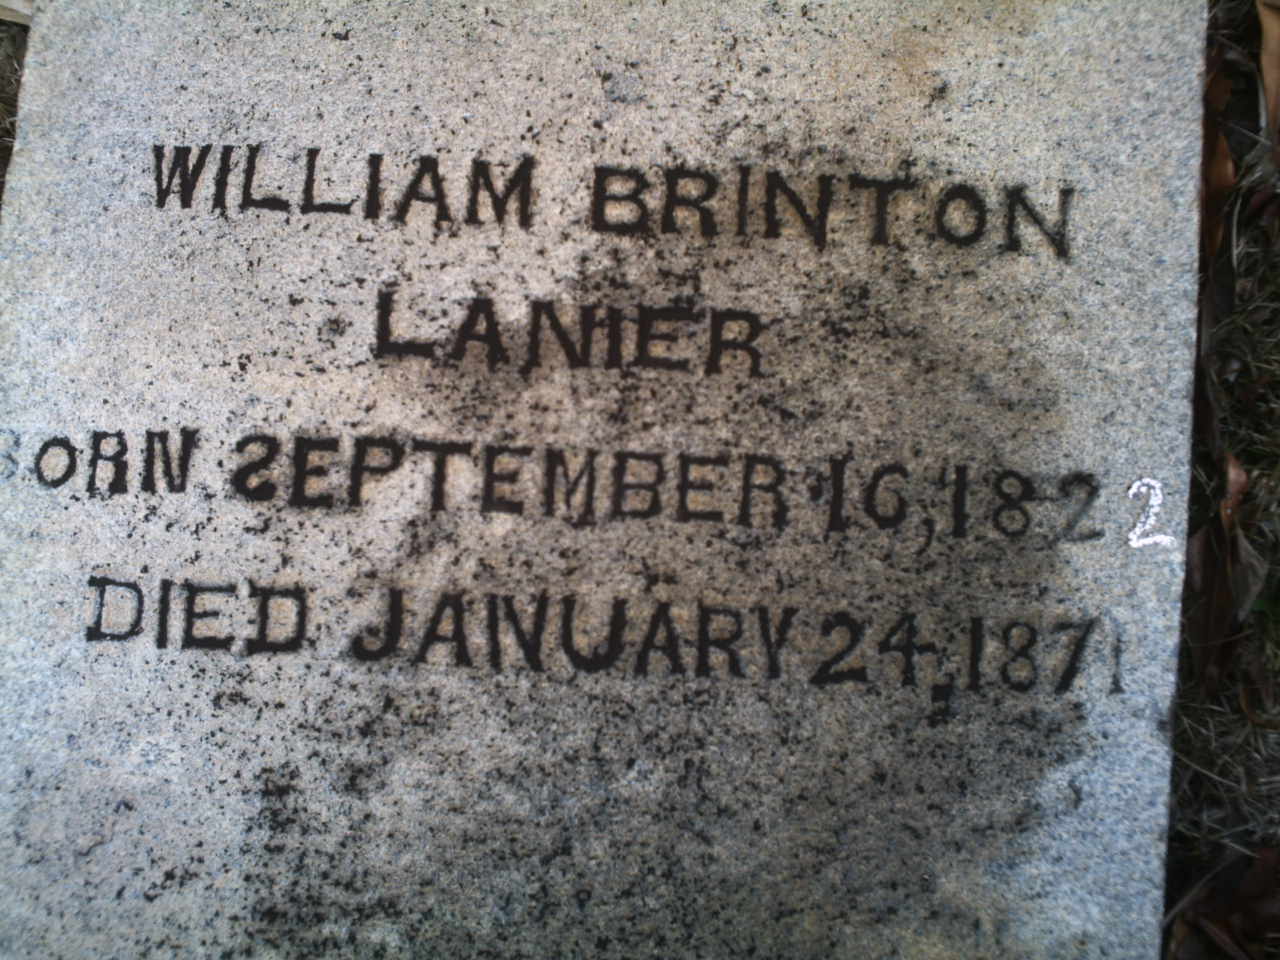 WILLIAM BRINTON
LANIER
BORN SEPTEMBER 16, 1822
DIED JANUARY 24, 1871